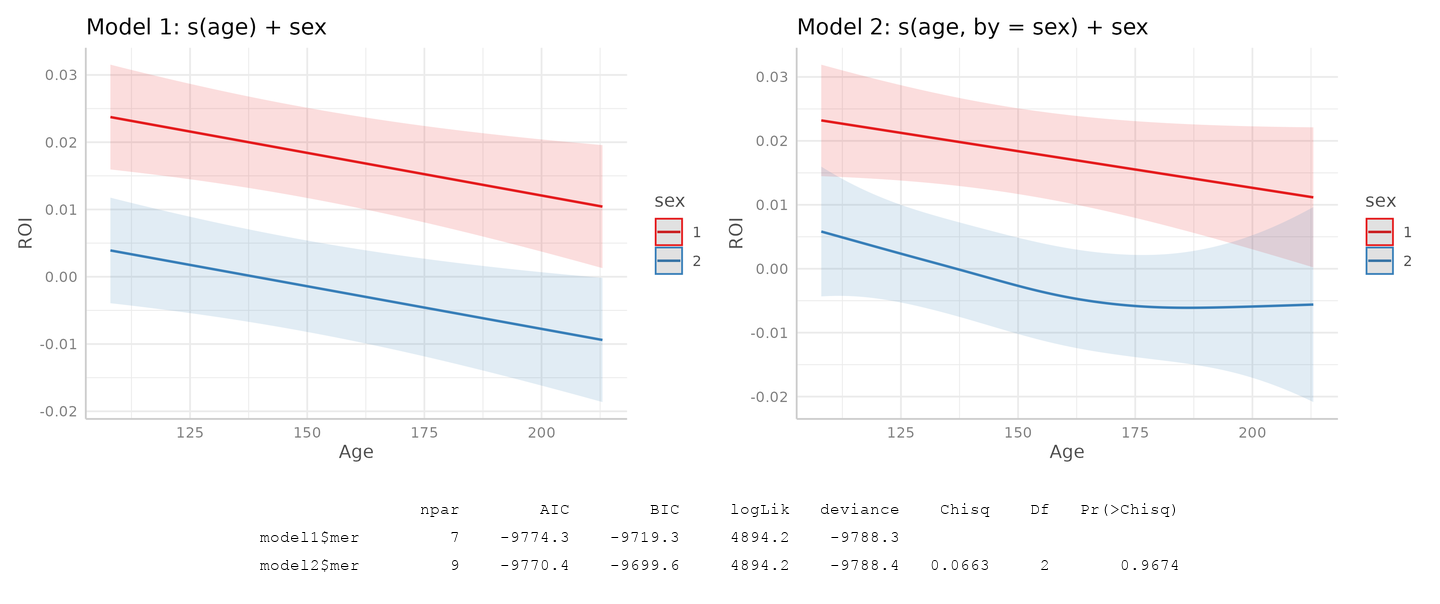 Model 1: s(age) + sex
0.03
0.02
0.01
0.00
-0.01
-0.02
ROI
125 150 175 200
Age
sex
1
2
Model 2: s(age, by = sex) + sex
0.03
0.02
0.01
0.00
-0.01
-0.02
ROI
125 150 175 200
Age
sex
1
2
npar AIC BIC logLik deviance Chisq Df Pr(>Chisq)
model1$mer 7 -9774.3 -9719.3 4894.2 -9788.3
model2$mer 9 -9770.4 -9699.6 4894.2 -9788.4 0.0663 2 0.9674